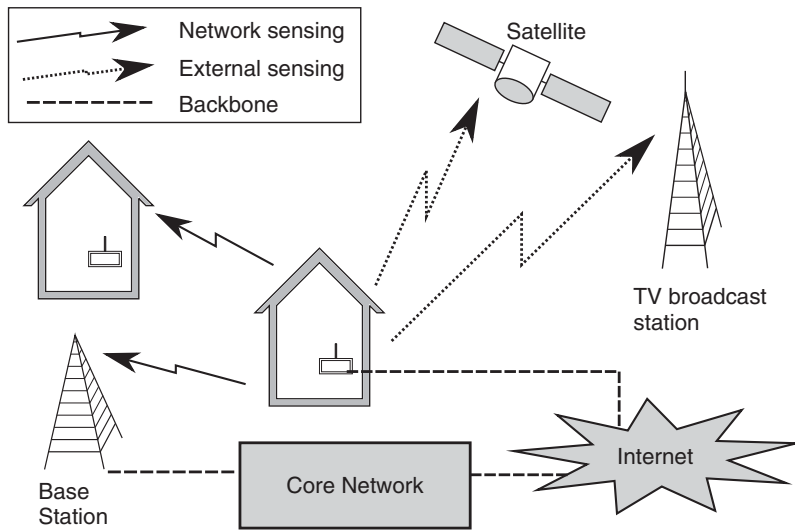 Network sensing
External sensing
Backbone
Satellite
TV broadcast
station
Base
Station
Core Network
Internet